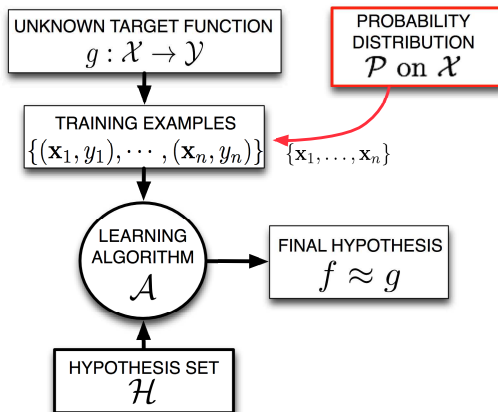 UNKNOWN TARGET FUNCTION
g : 𝒳 → 𝒴
PROBABILITY
DISTRIBUTION
𝒫 on 𝒳
TRAINING EXAMPLES
{(x₁, y₁), ⋯ , (xₙ, yₙ)}
{x₁, … , xₙ}
LEARNING
ALGORITHM
𝒜
FINAL HYPOTHESIS
f ≈ g
HYPOTHESIS SET
ℋ